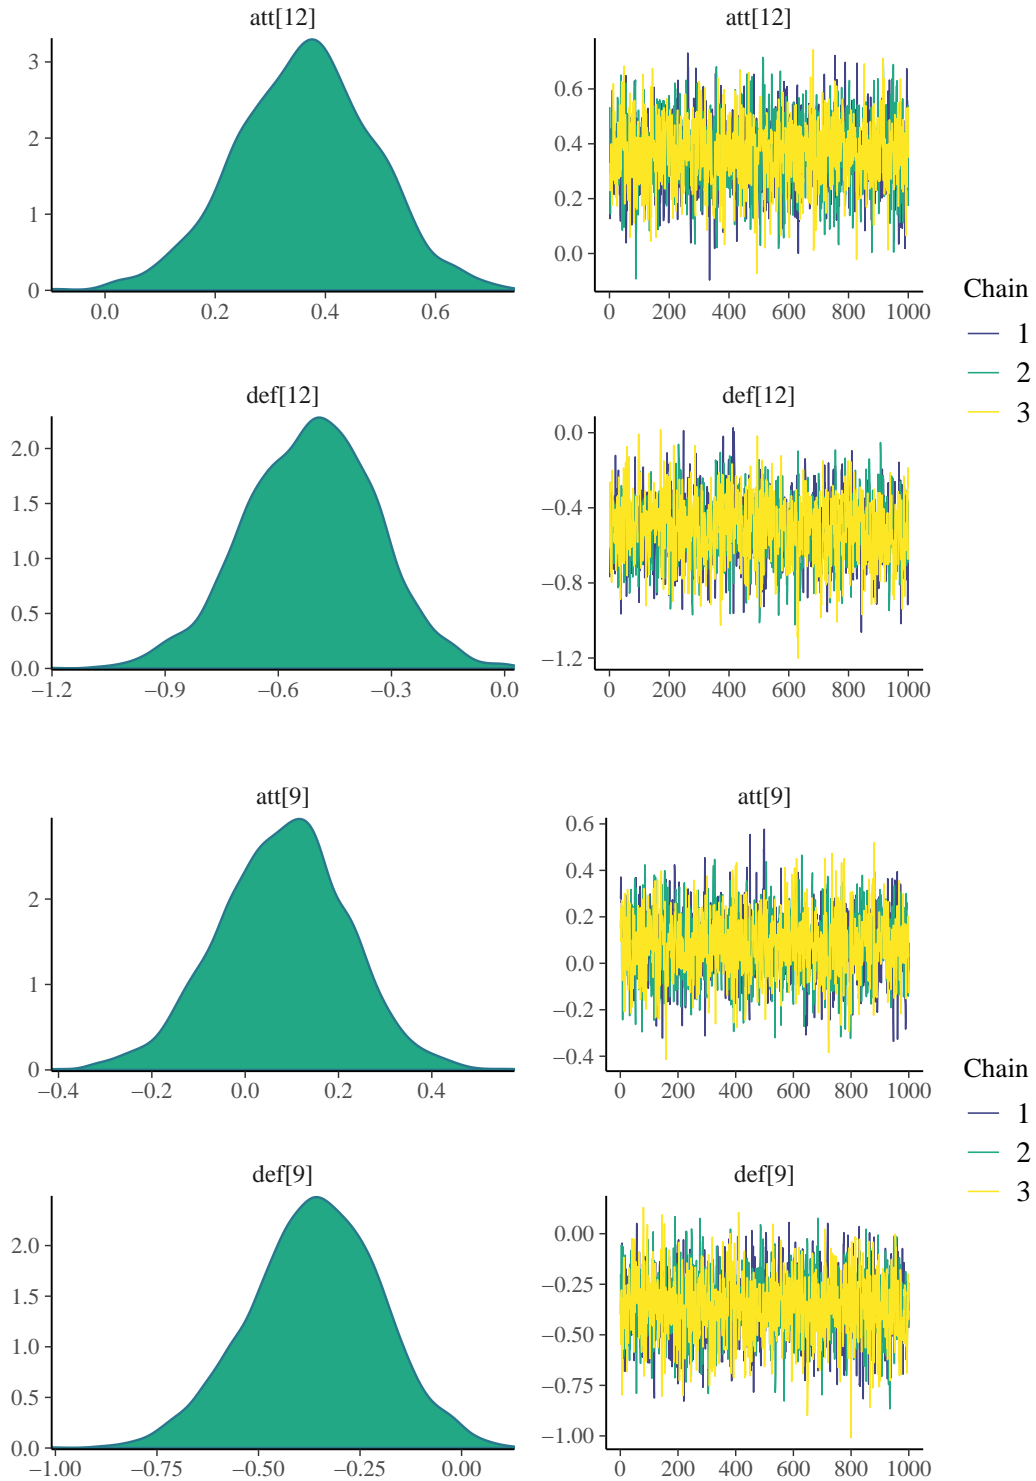 att[12]
att[12]
3
2
1
0
0.0 0.2 0.4 0.6
0.6
0.4
0.2
0.0
0 200 400 600 800 1000
Chain
1
2
3
def[12]
def[12]
2.0
1.5
1.0
0.5
0.0
−1.2 −0.9 −0.6 −0.3 0.0
0.0
−0.4
−0.8
−1.2
0 200 400 600 800 1000
att[9]
att[9]
2
1
0
−0.4 −0.2 0.0 0.2 0.4
0.6
0.4
0.2
0.0
−0.2
−0.4
0 200 400 600 800 1000
Chain
1
2
3
def[9]
def[9]
2.0
1.5
1.0
0.5
0.0
−1.00 −0.75 −0.50 −0.25 0.00
0.00
−0.25
−0.50
−0.75
−1.00
0 200 400 600 800 1000